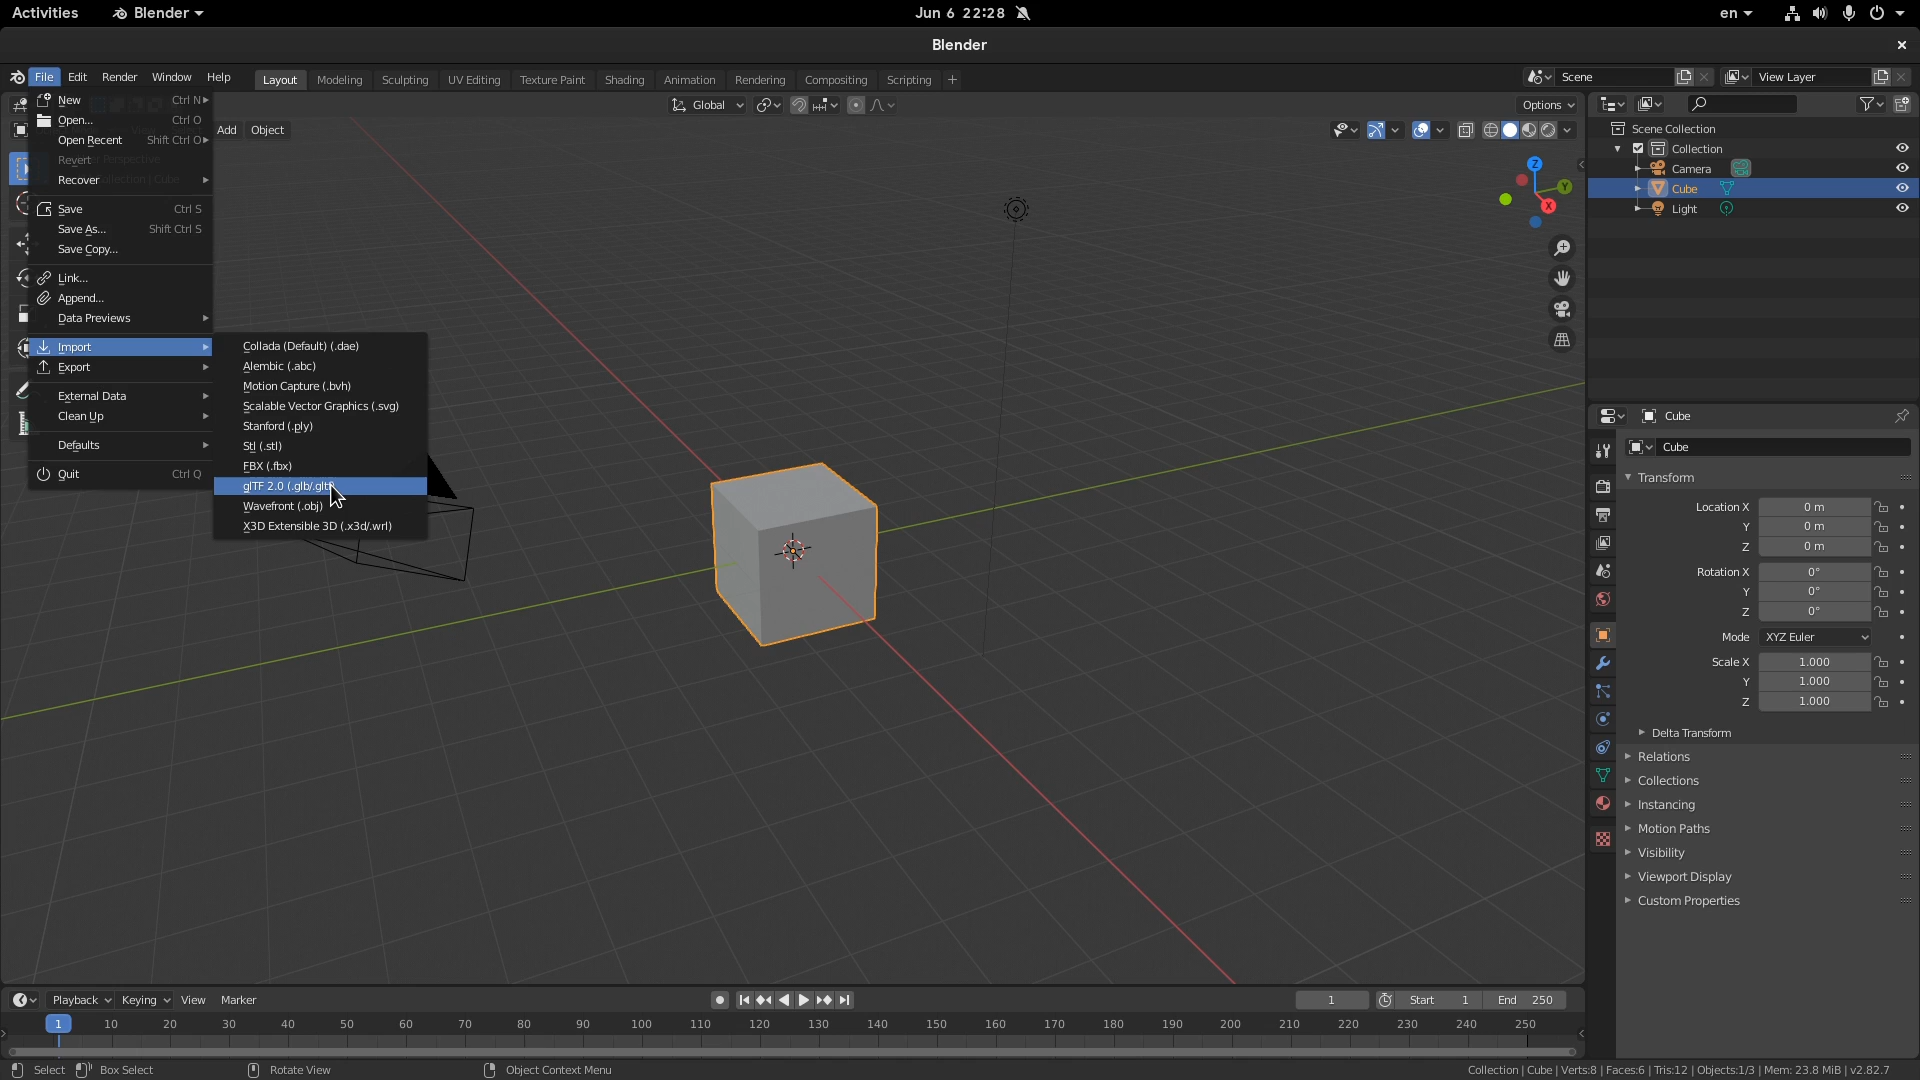 Activities Blender Jun 6 22:28 en
Blender
File Edit Render Window Help Layout Modeling Sculpting UV Editing Texture Paint Shading Animation Rendering Compositing Scripting + Scene View Layer
Global Options
Add Object
New Ctrl N
Open... Ctrl O
Open Recent Shift Ctrl O
Revert
Recover
Save Ctrl S
Save As... Shift Ctrl S
Save Copy...
Link...
Append...
Data Previews
Import
Export
External Data
Clean Up
Defaults
Quit Ctrl Q
Collada (Default) (.dae)
Alembic (.abc)
Motion Capture (.bvh)
Scalable Vector Graphics (.svg)
Stanford (.ply)
Stl (.stl)
FBX (.fbx)
glTF 2.0 (.glb/.gltf)
Wavefront (.obj)
X3D Extensible 3D (.x3d/.wrl)
Z
Y
X
Scene Collection
Collection
Camera
Cube
Light
Cube
Cube
Transform
Location X 0 m
Y 0 m
Z 0 m
Rotation X 0°
Y 0°
Z 0°
Mode XYZ Euler
Scale X 1.000
Y 1.000
Z 1.000
Delta Transform
Relations
Collections
Instancing
Motion Paths
Visibility
Viewport Display
Custom Properties
Playback Keying View Marker 1 Start 1 End 250
1 10 20 30 40 50 60 70 80 90 100 110 120 130 140 150 160 170 180 190 200 210 220 230 240 250
Select Box Select Rotate View Object Context Menu Collection | Cube | Verts:8 | Faces:6 | Tris:12 | Objects:1/3 | Mem: 23.8 MiB | v2.82.7